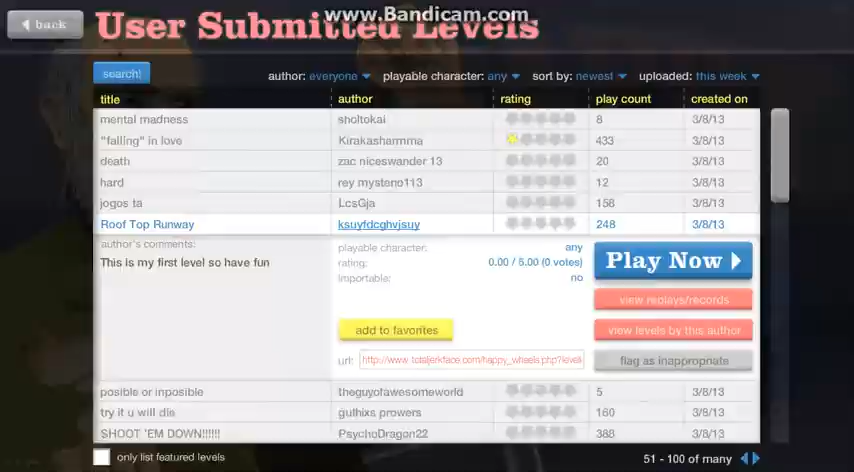 www.Bandicam.com
back
User Submitted Levels
search!
author: everyone playable character: any sort by: newest uploaded: this week
title author rating play count created on
mental madness sholtokai 8 3/8/13
"falling" in love Kirakasharmma 433 3/8/13
death zac niceswander 13 20 3/8/13
hard rey mysteno113 12 3/8/13
jogos ta LcsGja 158 3/8/13
Roof Top Runway ksuyfdcghvjsuy 248 3/8/13
author's comments:
This is my first level so have fun
playable character: any
rating: 0.00 / 5.00 (0 votes)
importable: no
Play Now
view replays/records
add to favorites
view levels by this author
url: http://www.totaljerkface.com/happy_wheels.php?level
flag as inappropriate
posible or inposible theguyofawesomeworld 5 3/8/13
try it u will die gulhixs prowers 160 3/8/13
SHOOT 'EM DOWN!!!!!! PsychoDragon22 388 3/8/13
only list featured levels
51 - 100 of many